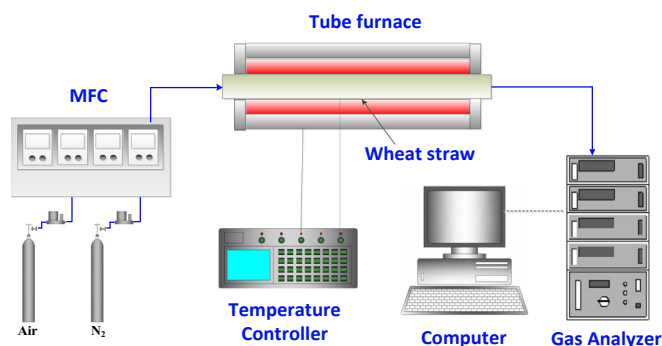 Tube furnace
MFC
Wheat straw
Air
N₂
Temperature
Controller
Computer
Gas Analyzer